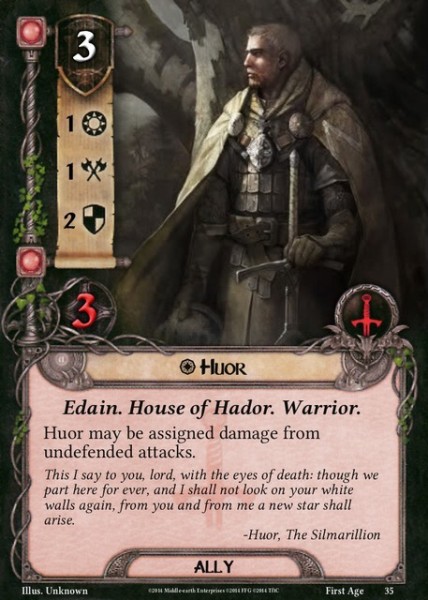 3
1
1
2
3
Huor
Edain. House of Hador. Warrior.
Huor may be assigned damage from
undefended attacks.
This I say to you, lord, with the eyes of death: though we
part here for ever, and I shall not look on your white
walls again, from you and from me a new star shall
arise.
-Huor, The Silmarillion
ALLY
Illus. Unknown ©2014 Middle-earth Enterprises ©2014 FFG ©2014 THC First Age 35